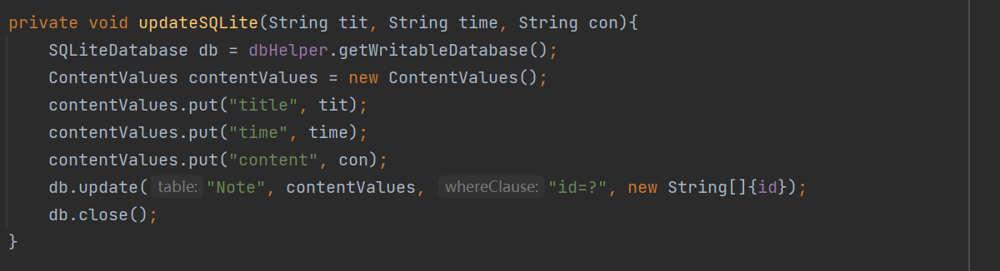 private void updateSQLite(String tit, String time, String con){
SQLiteDatabase db = dbHelper.getWritableDatabase();
ContentValues contentValues = new ContentValues();
contentValues.put("title", tit);
contentValues.put("time", time);
contentValues.put("content", con);
db.update( table: "Note", contentValues, whereClause: "id=?", new String[]{id});
db.close();
}